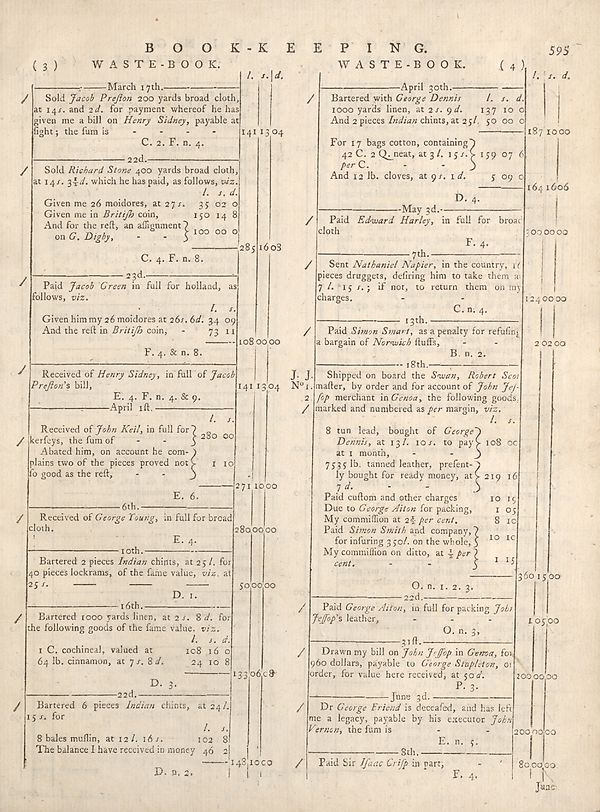 BOOK-KEEPING. 595
( 3 ) WASTE-BOOK.
l. s. d.
March 17th.
/ Sold Jacob Preſton 200 yards broad cloth,
at 14 s. and 2 d. for payment whereof he has
given me a bill on Henry Sidney, payable at
ſight; the ſum is - - - 141 13 04
C. 2. F. n. 4.
22d.
/ Sold Richard Stone 400 yards broad cloth,
at 14 s. 3½d. which he has paid, as follows, viz.
l. s. d.
Given me 26 moidores, at 27 s. 35 02 0
Given me in Britiſh coin, 150 14 8
And for the reſt, an aſſignment
on G. Digby, - - } 100 00 0
285 16 08
C. 4. F. n. 8.
23d.
/ Paid Jacob Green in full for holland, as
follows, viz.
l. s.
Given him my 26 moidores at 26 s. 6d. 34 09
And the reſt in Britiſh coin, - 73 11
108 00 00
F. 4. & n. 8.
/ Received of Henry Sidney, in full of Jacob
Preſton's bill, 141 13 04
E. 4. F. n. 4. & 9.
April 1ſt.
l. s.
Received of John Keil, in full for
/ kerſeys, the ſum of - - } 280 00
Abated him, on account he com-
plains two of the pieces proved not
ſo good as the reſt, - - } 1 10
271 10 00
E. 6.
6th.
/ Received of George Young, in full for broad
cloth. 280 00 00
E. 4.
10th.
Bartered 2 pieces Indian chints, at 25 l. for
40 pieces lockrams, of the ſame value, viz. at
25 s. 50 00 00
D. 1.
16th.
/ Bartered 1000 yards linen, at 2 s. 8 d. for
the following goods of the ſame value, viz.
l. s. d.
1 C. cochineal, valued at 108 16 0
64 lb. cinnamon, at 7 s. 8 d. 24 10 8
133 06 08
D. 3.
22d.
/ Bartered 6 pieces Indian chints, at 24 l.
15 s. for
l. s.
8 bales muſlin, at 12 l. 16 s. 102 8
The balance I have received in money 46 2
148 10 00
D. n. 2.
WASTE-BOOK. ( 4 )
l. s. d.
April 30th.
/ Bartered with George Dennis l. s. d.
1000 yards linen, at 2 s. 9 d. 137 10 0
And 2 pieces Indian chints, at 25 l. 50 00 0
187 10 00
For 17 bags cotton, containing
42 C. 2 Q. neat, at 3 l. 15 s.
per C. - - } 159 07 6
And 12 lb. cloves, at 9 s. 1 d. 5 09 0
164 16 06
D. 4.
May 3d.
/ Paid Edward Harley, in full for broad
cloth 300 00 00
F. 4.
7th.
/ Sent Nathaniel Napier, in the country, 16
pieces druggets, deſiring him to take them at
7 l. 15 s.; if not, to return them on my
charges. 124 00 00
C. n. 4.
13th.
/ Paid Simon Smart, as a penalty for refuſing
a bargain of Norwich ſtuffs, - - 20 20 00
B. n. 2.
18th.
J. J. Shipped on board the Swan, Robert Scot
Nº 1. maſter, by order and for account of John Jeſ-
2 ſop merchant in Genoa, the following goods
/ marked and numbered as per margin, viz.
l. s.
8 tun lead, bought of George
Dennis, at 13 l. 10 s. to pay
at 1 month, - - } 108 00
7535 lb. tanned leather, preſent-
ly bought for ready money, at
7 d. - - } 219 16
Paid cuſtom and other charges 10 15
Due to George Aiton for packing, 1 05
My commiſſion at 2½ per cent. 8 10
Paid Simon Smith and company,
for inſuring 350 l. on the whole, } 10 10
My commiſſion on ditto, at ½ per
cent. - - } 1 15
360 15 00
O. n. 1. 2. 3.
22d.
/ Paid George Aiton, in full for packing John
Jeſſop's leather, - - 1 05 00
O. n. 3.
31ſt.
/ Drawn my bill on John Jeſſop in Genoa, for
960 dollars, payable to George Stapleton, or
order, for value here received, at 50 d. 200 00 00
P. 3.
June 3d.
/ Dr George Friend is deceaſed, and has left
me a legacy, payable by his executor John
Vernon, the ſum is - - 200 00 00
E. n. 5.
8th.
/ Paid Sir Iſaac Criſp in part, - 80 00 00
F. 4.
June